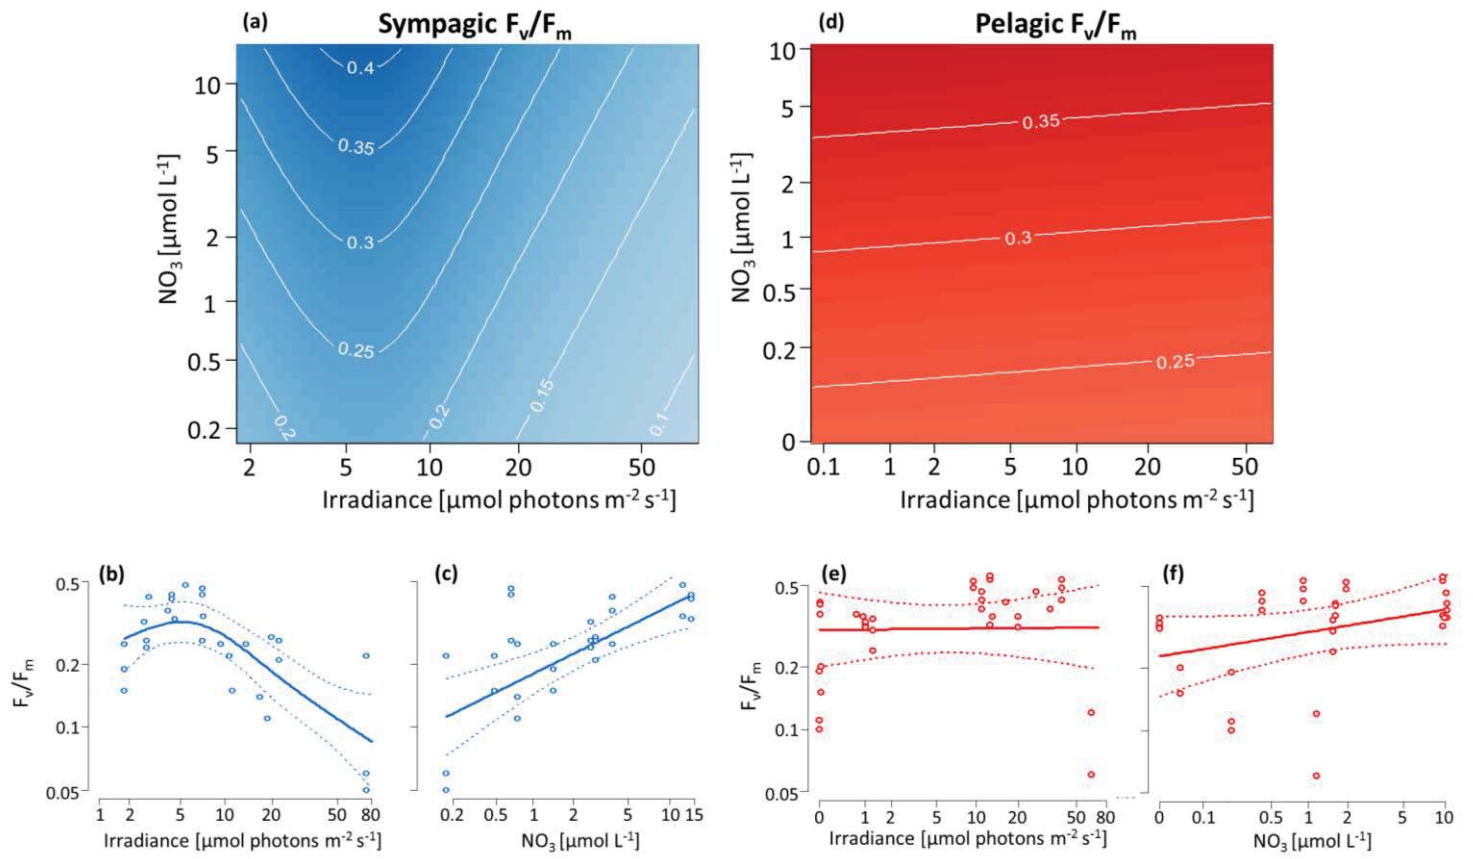 (a) Sympagic Fv/Fm
(d) Pelagic Fv/Fm
NO3 [µmol L-1]
10
5
2
1
0.5
0.2
0.4
0.35
0.3
0.25
0.2
0.2
0.15
0.1
2 5 10 20 50
Irradiance [µmol photons m-2 s-1]
NO3 [µmol L-1]
10
5
2
1
0.5
0.2
0
0.35
0.3
0.25
0.1 1 2 5 10 20 50
Irradiance [µmol photons m-2 s-1]
(b)
Fv/Fm
0.5
0.2
0.1
0.05
1 2 5 10 20 50 80
Irradiance [µmol photons m-2 s-1]
(c)
0.2 0.5 1 2 5 10 15
NO3 [µmol L-1]
(e)
Fv/Fm
0.5
0.2
0.1
0.05
0 1 2 5 10 20 50 80
Irradiance [µmol photons m-2 s-1]
(f)
0 0.1 0.5 1 2 5 10
NO3 [µmol L-1]